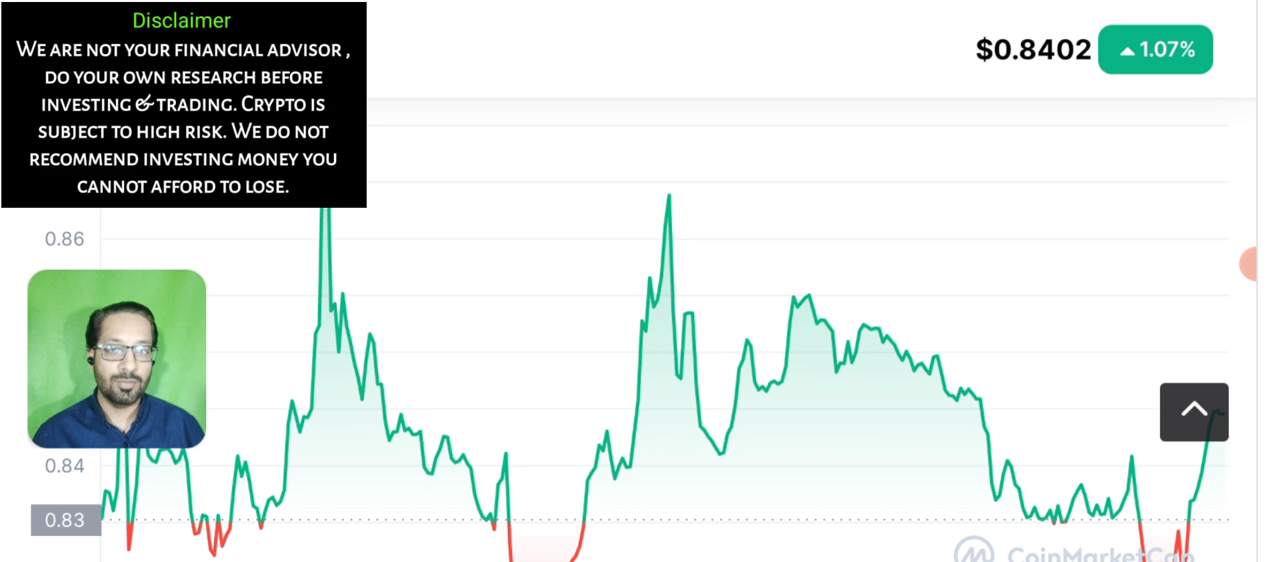 Disclaimer
We are not your financial advisor ,
do your own research before
investing & trading. Crypto is
subject to high risk. We do not
recommend investing money you
cannot afford to lose.
$0.8402 1.07%
0.86
0.84
0.83
CoinMarketCap